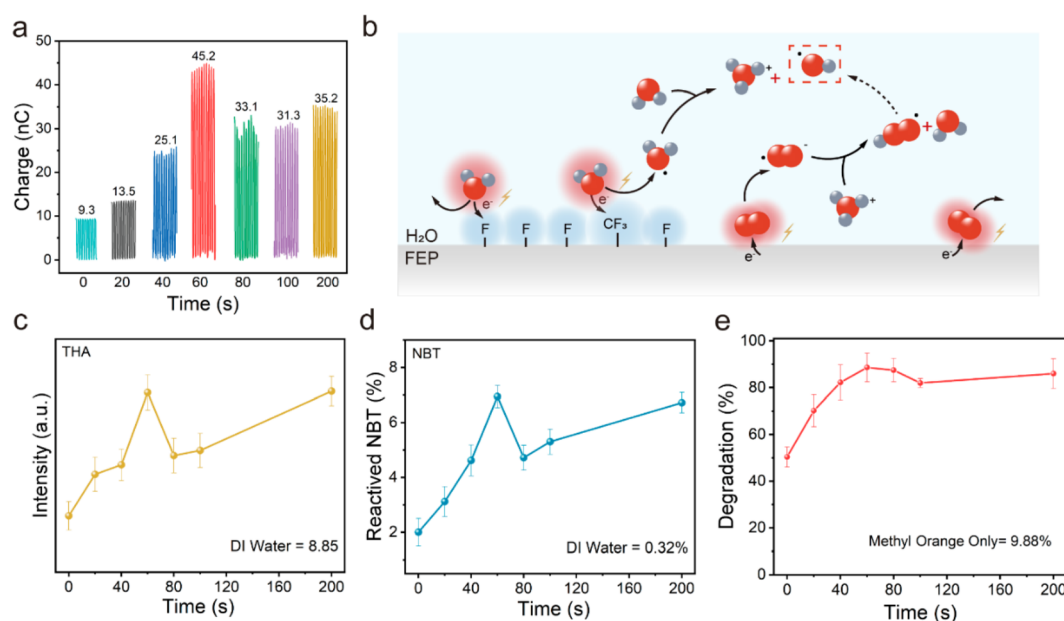 a
50
40
30
20
10
0
Charge (nC)
9.3
13.5
25.1
45.2
33.1
31.3
35.2
0 20 40 60 80 100 200
Time (s)
b
+
+
•
•
+
•
•
-
+
e-
e-
F F F CF₃ F
H₂O
FEP
e-
e-
c
THA
Intensity (a.u.)
DI Water = 8.85
0 40 80 120 160 200
Time (s)
d
NBT
8
6
4
2
Reactived NBT (%)
DI Water = 0.32%
0 40 80 120 160 200
Time (s)
e
100
80
60
40
20
0
Degradation (%)
Methyl Orange Only= 9.88%
0 40 80 120 160 200
Time (s)